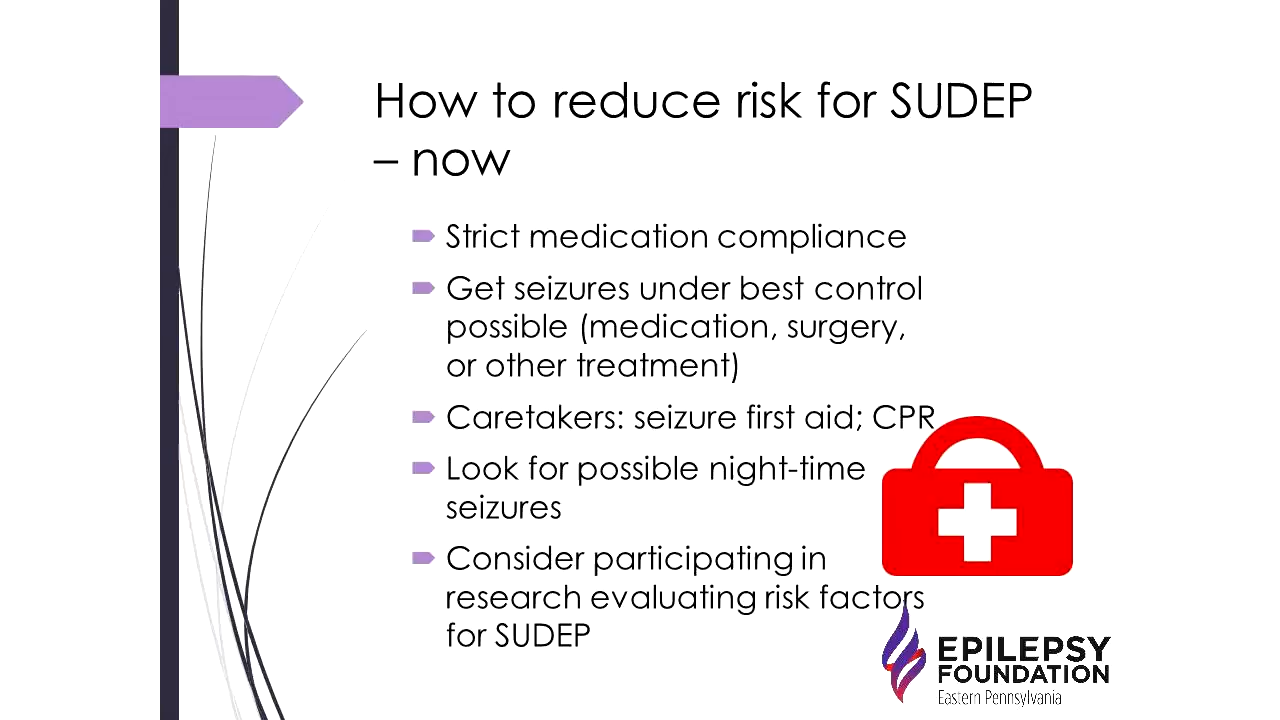 How to reduce risk for SUDEP
– now
Strict medication compliance
Get seizures under best control
possible (medication, surgery,
or other treatment)
Caretakers: seizure first aid; CPR
Look for possible night-time
seizures
Consider participating in
research evaluating risk factors
for SUDEP
EPILEPSY
FOUNDATION
Eastern Pennsylvania